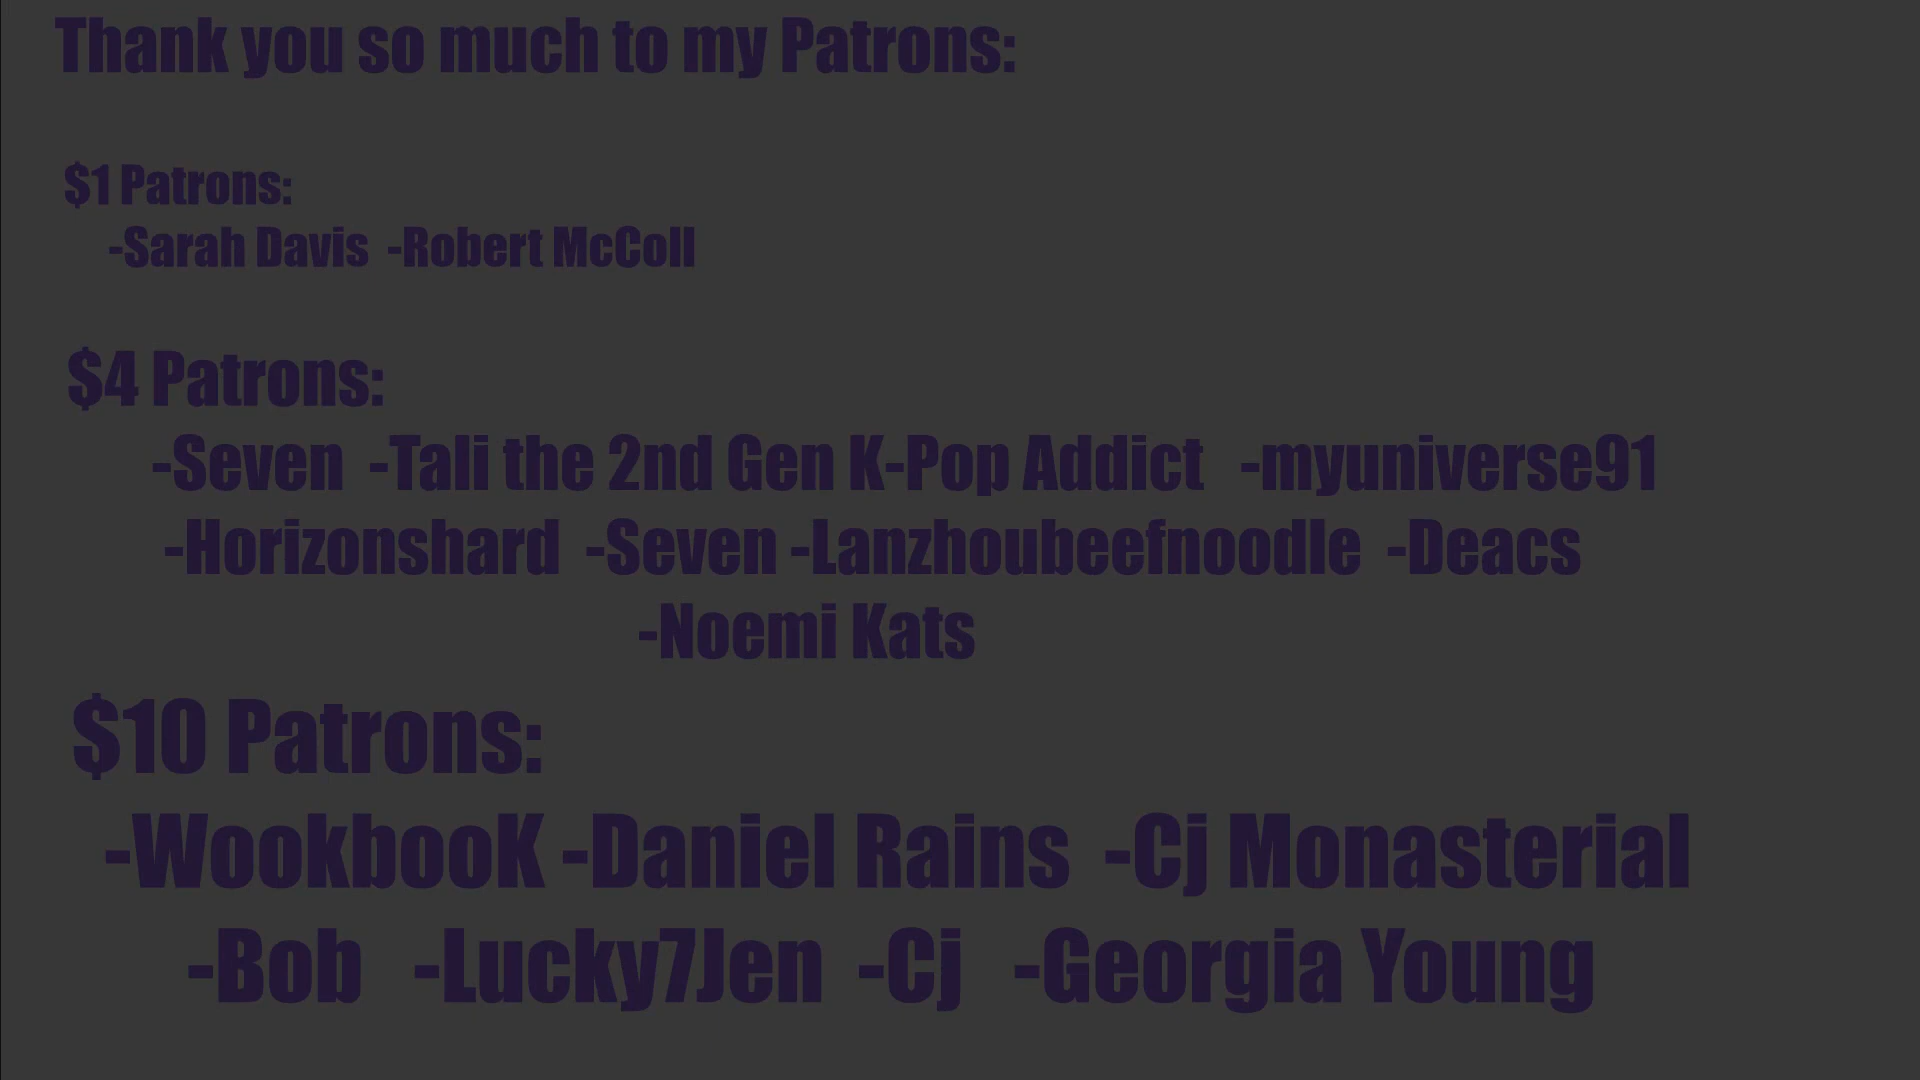 Thank you so much to my Patrons:
$1 Patrons:
-Sarah Davis -Robert McColl
$4 Patrons:
-Seven -Tali the 2nd Gen K-Pop Addict -myuniverse91
-Horizonshard -Seven -Lanzhoubeefnoodle -Deacs
-Noemi Kats
$10 Patrons:
-WookbooK -Daniel Rains -Cj Monasterial
-Bob -Lucky7Jen -Cj -Georgia Young